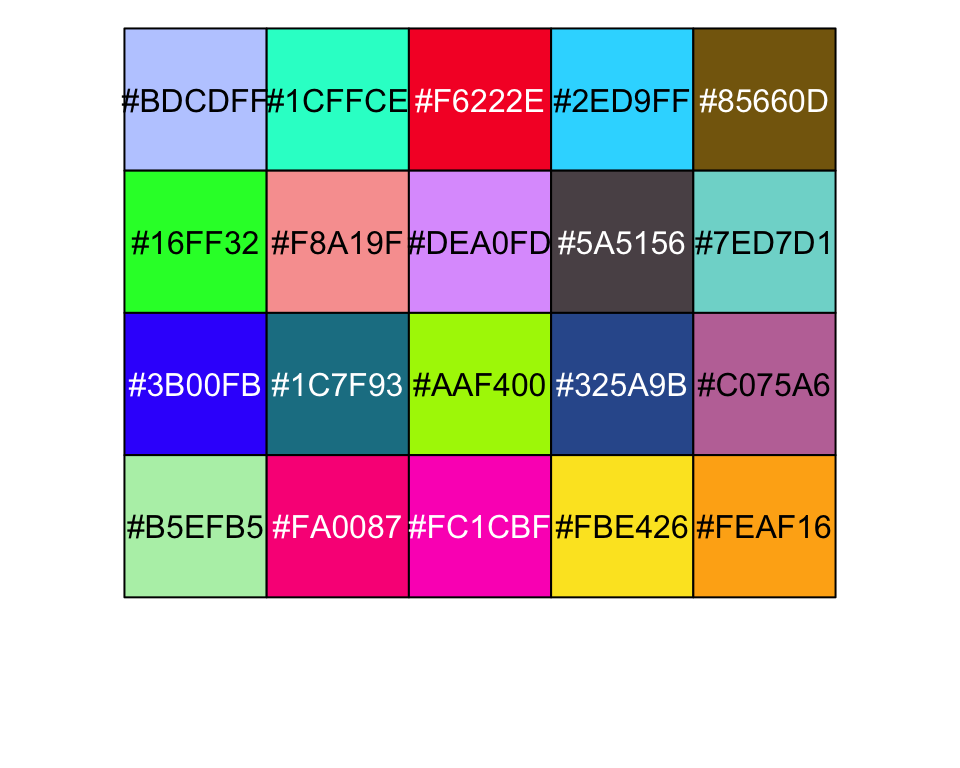 #BDCDFF #1CFFCE #F6222E #2ED9FF #85660D
#16FF32 #F8A19F #DEA0FD #5A5156 #7ED7D1
#3B00FB #1C7F93 #AAF400 #325A9B #C075A6
#B5EFB5 #FA0087 #FC1CBF #FBE426 #FEAF16